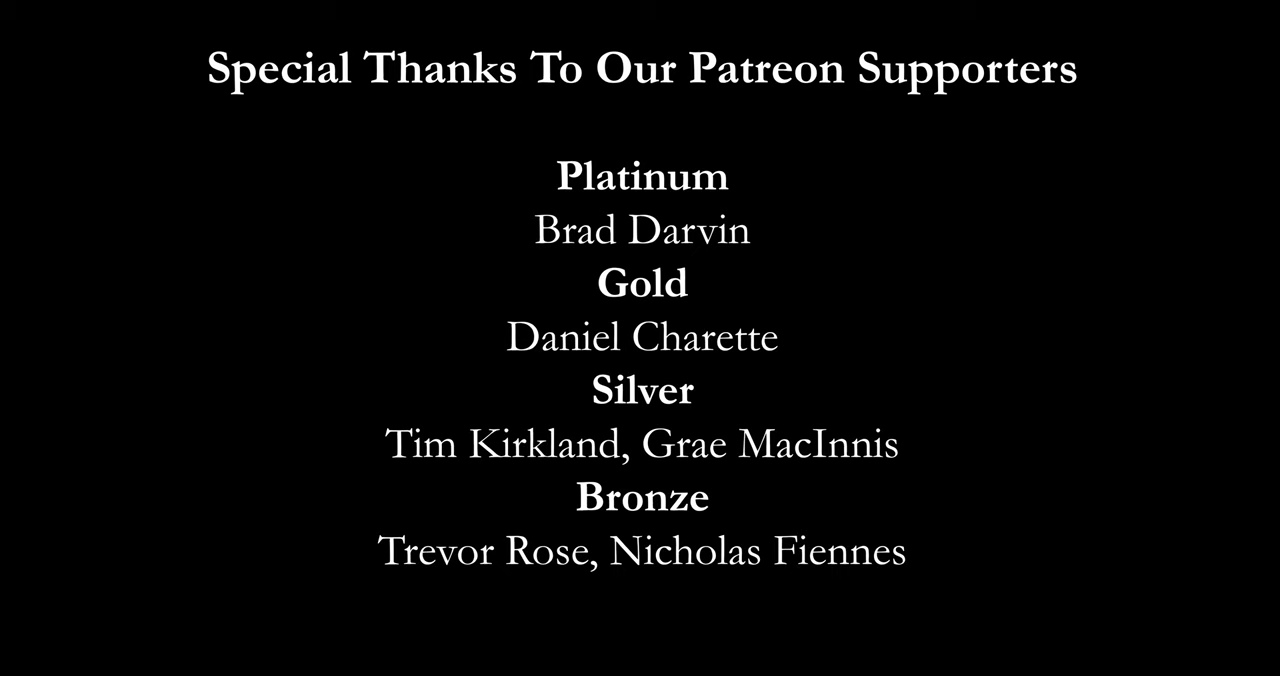 Special Thanks To Our Patreon Supporters
Platinum
Brad Darvin
Gold
Daniel Charette
Silver
Tim Kirkland, Grae MacInnis
Bronze
Trevor Rose, Nicholas Fiennes